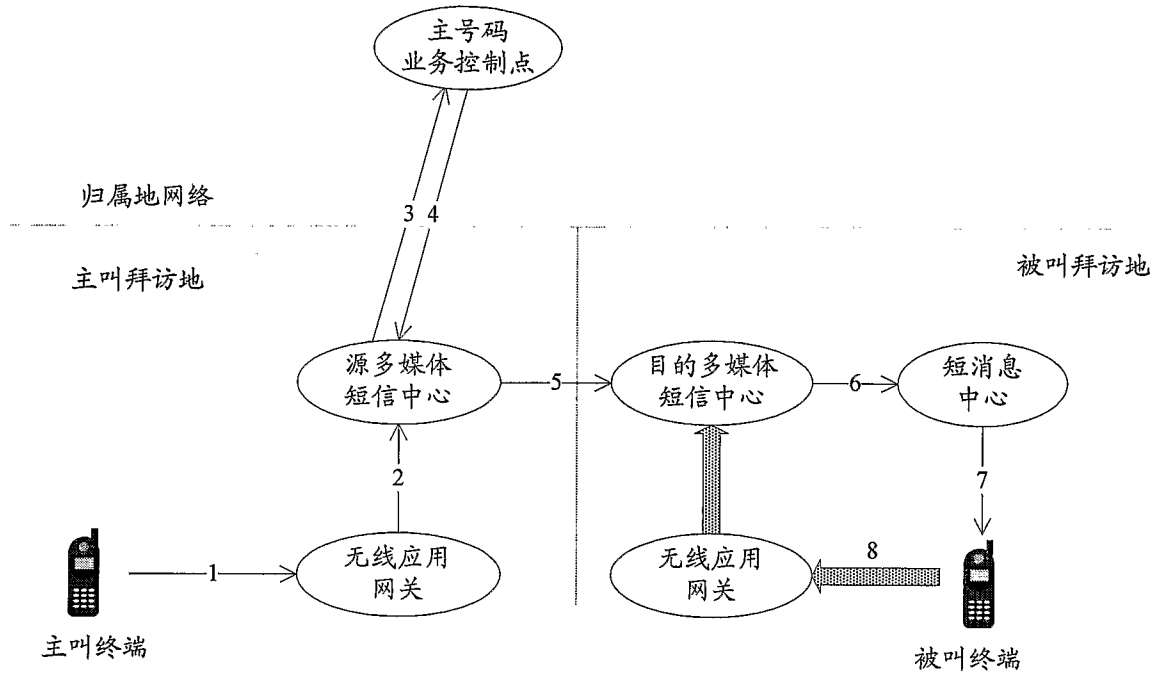 主号码
业务控制点
归属地网络
3 4
主叫拜访地
被叫拜访地
源多媒体
短信中心
5
目的多媒体
短信中心
6
短消息
中心
2
7
1
无线应用
网关
无线应用
网关
8
主叫终端
被叫终端